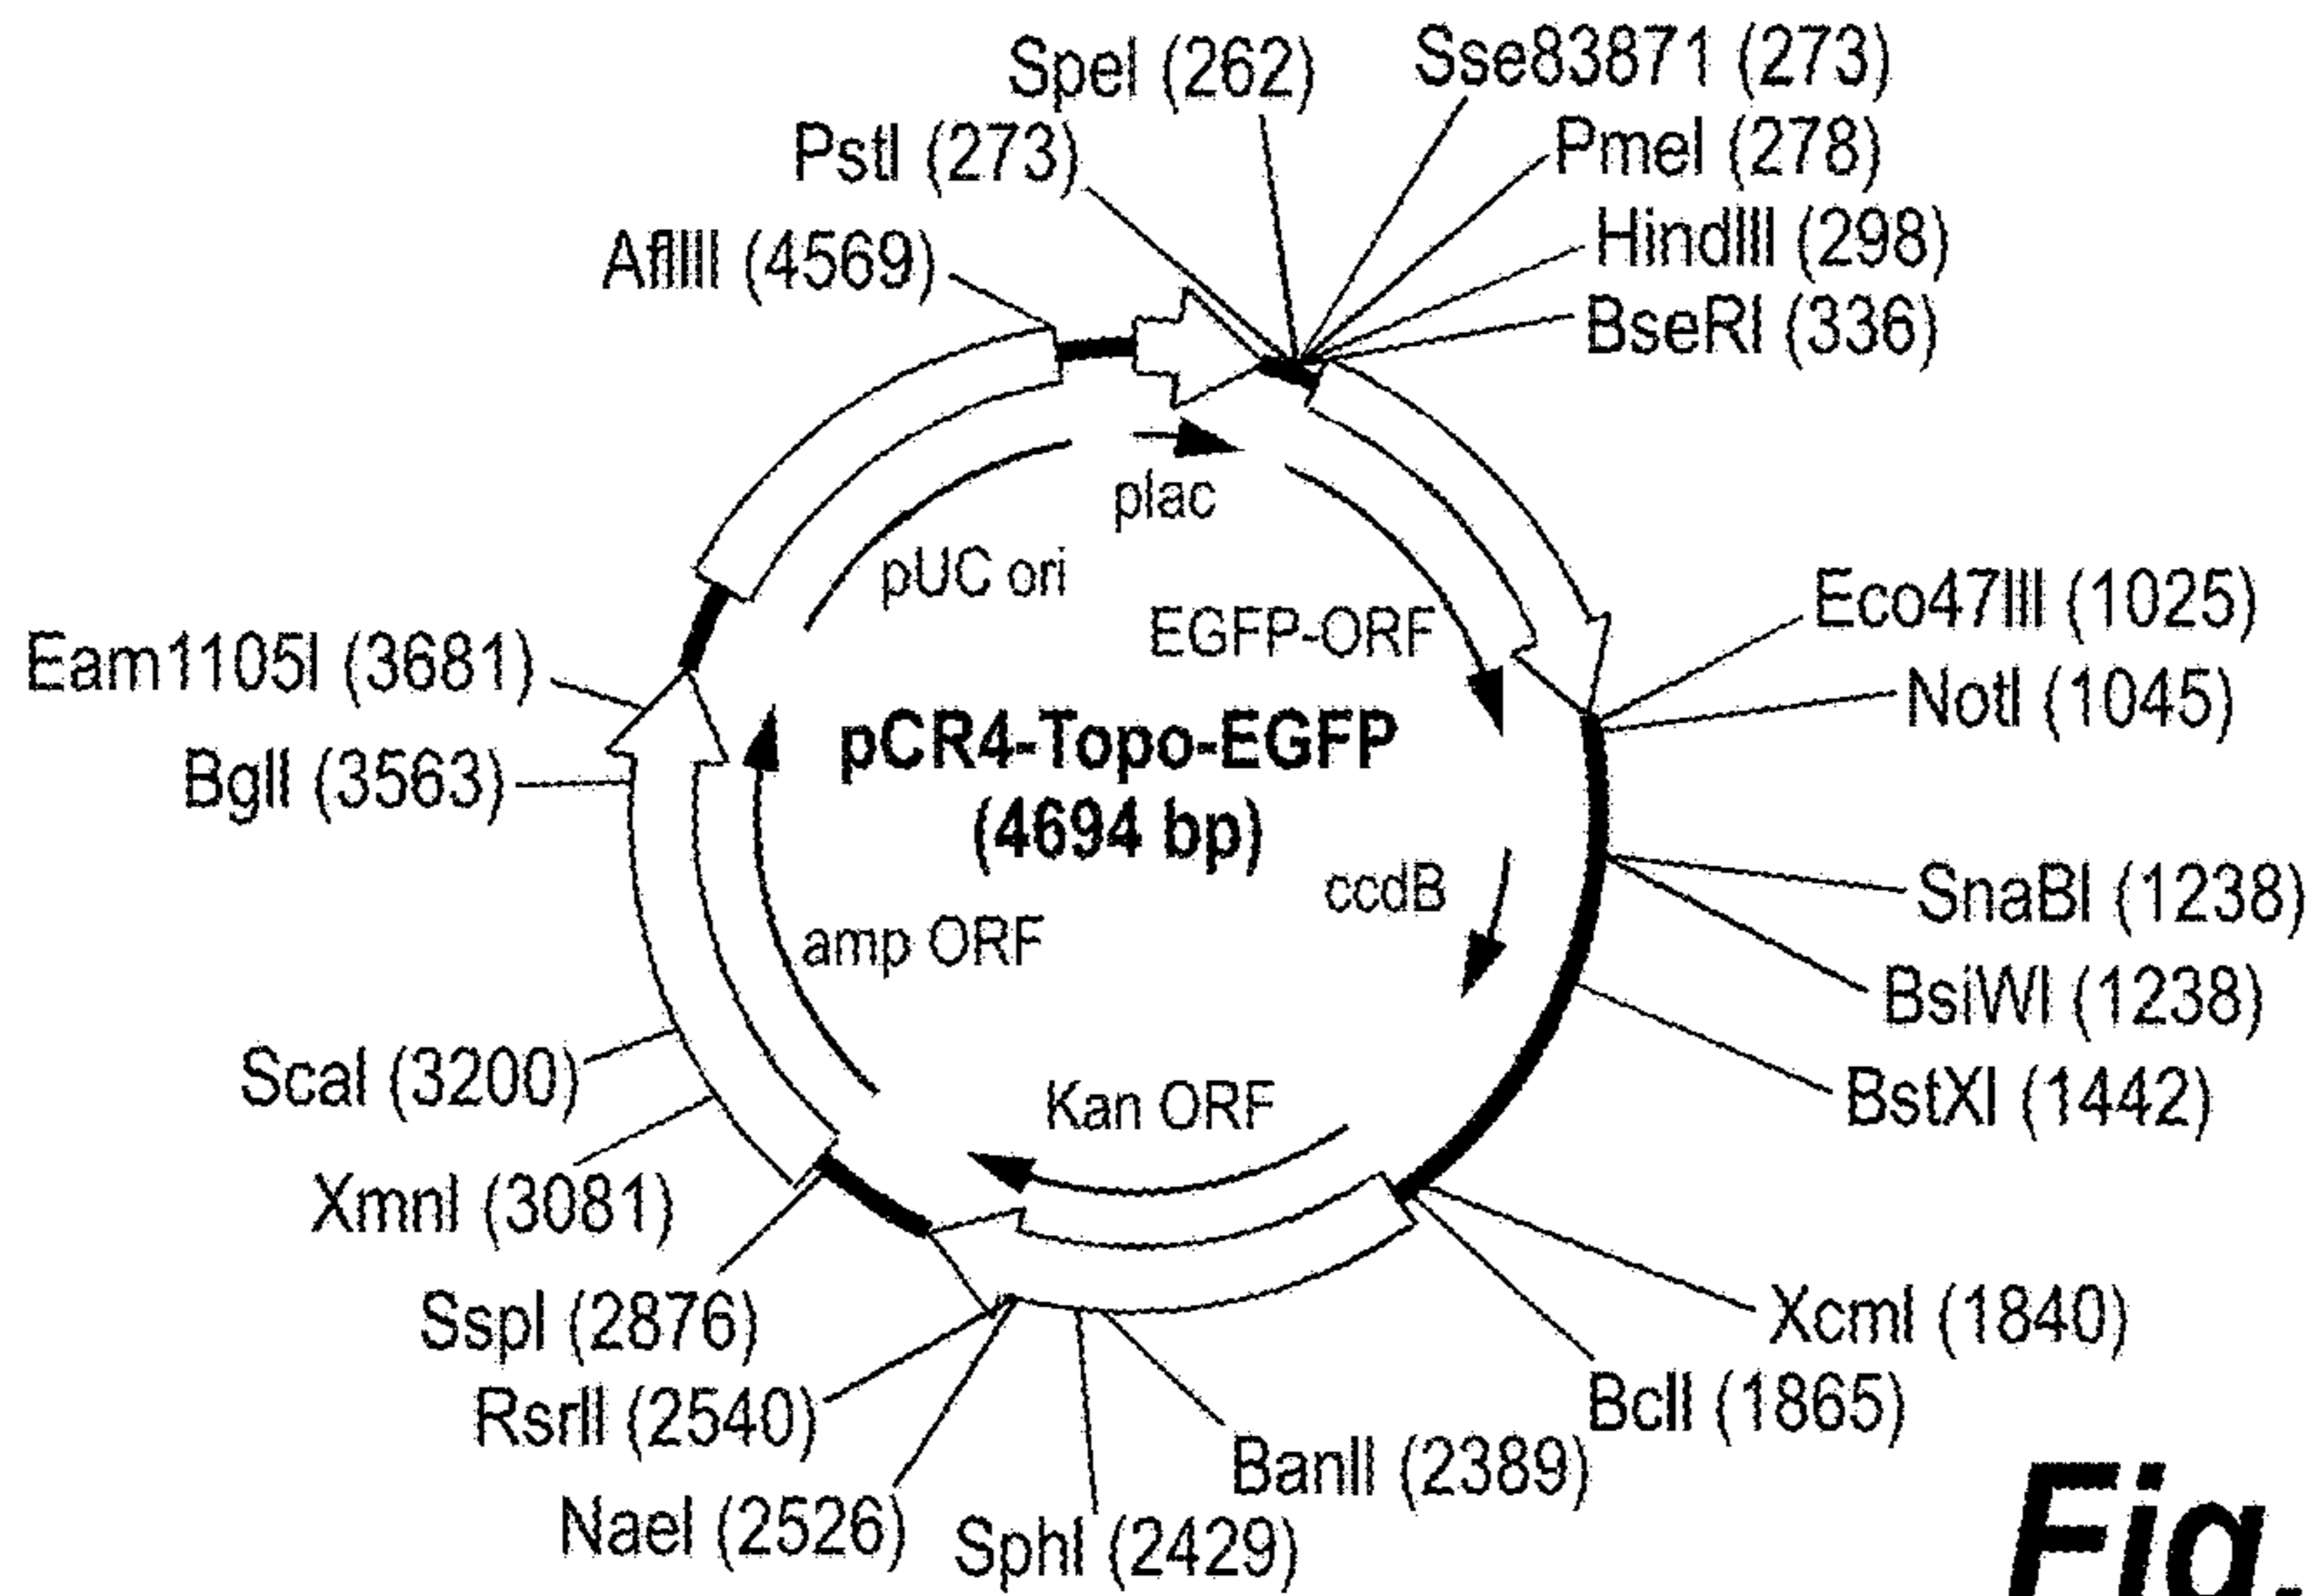 SpeI (262)
Sse83871 (273)
PstI (273)
PmeI (278)
AflIII (4569)
HindIII (298)
BseRI (336)
plac
pUC ori
EGFP-ORF
Eco47III (1025)
NotI (1045)
Eam1105I (3681)
BglI (3563)
pCR4-Topo-EGFP
(4694 bp)
ccdB
SnaBI (1238)
BsiWI (1238)
BstXI (1442)
amp ORF
Kan ORF
ScaI (3200)
XmnI (3081)
SspI (2876)
RsrII (2540)
NaeI (2526)
SphI (2429)
BanII (2389)
BclI (1865)
XcmI (1840)
Fig.